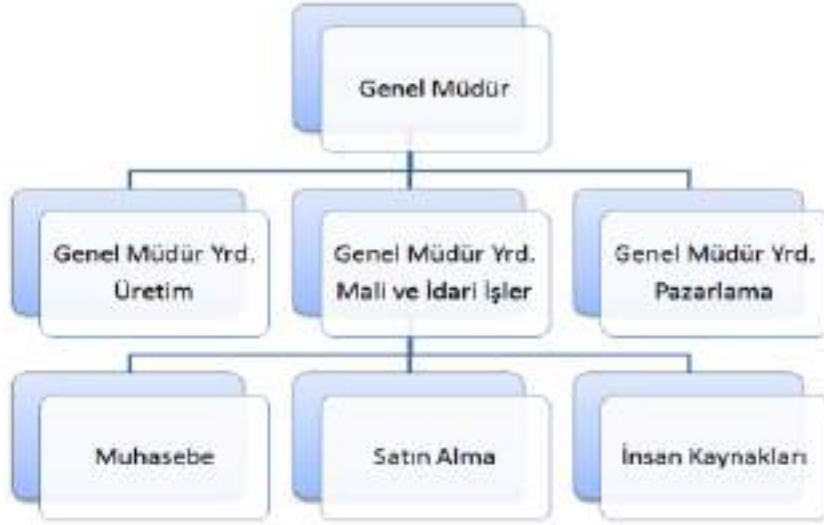 Genel Müdür
Genel Müdür Yrd.
Üretim
Genel Müdür Yrd.
Mali ve İdari İşler
Genel Müdür Yrd.
Pazarlama
Muhasebe
Satın Alma
İnsan Kaynakları